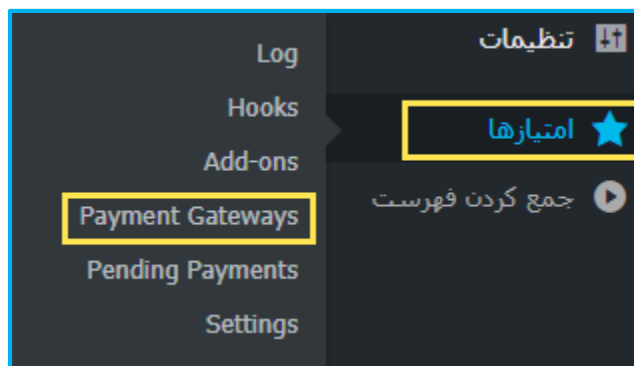 تنظیمات
امتیازها
جمع کردن فهرست
Log
Hooks
Add-ons
Payment Gateways
Pending Payments
Settings